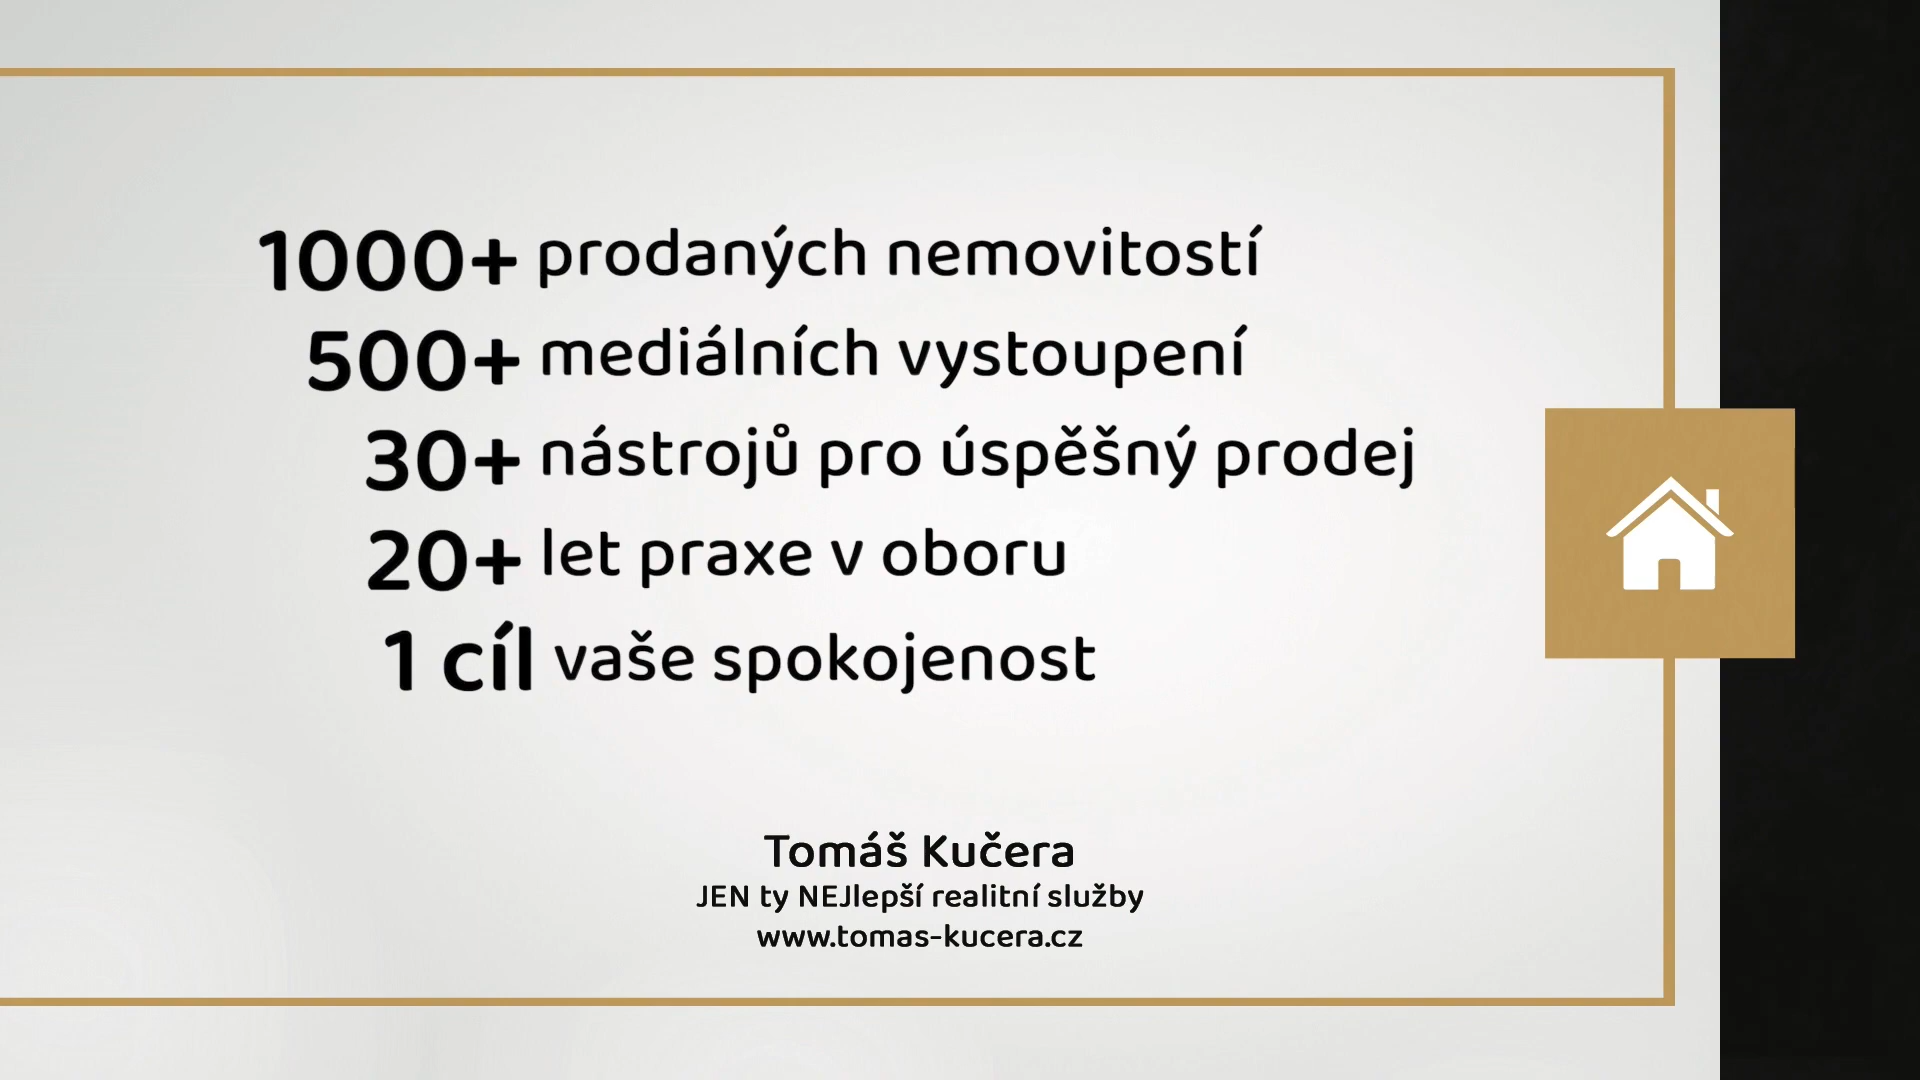 1000+ prodaných nemovitostí
500+ mediálních vystoupení
30+ nástrojů pro úspěšný prodej
20+ let praxe v oboru
1 cíl vaše spokojenost
Tomáš Kučera
JEN ty NEJlepší realitní služby
www.tomas-kucera.cz